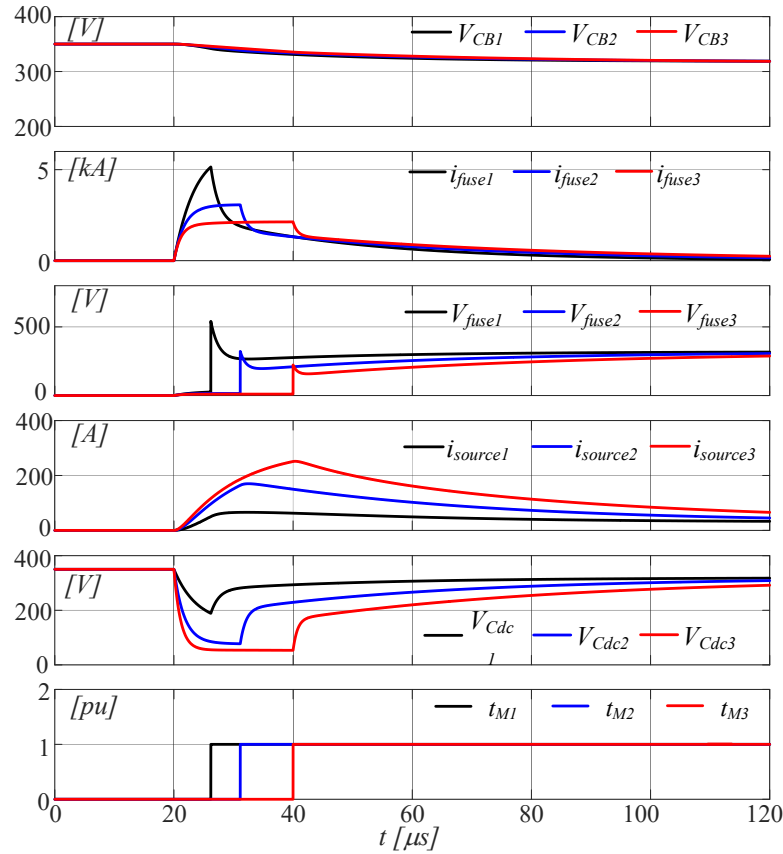 [V] V_CB1 V_CB2 V_CB3
400
300
200
[kA] i_fuse1 i_fuse2 i_fuse3
5
0
[V] V_fuse1 V_fuse2 V_fuse3
500
0
[A] i_source1 i_source2 i_source3
400
200
0
400
[V]
200
V_Cdc1 V_Cdc2 V_Cdc3
0
2
[pu] t_M1 t_M2 t_M3
1
0
0 20 40 60 80 100 120
t [μs]